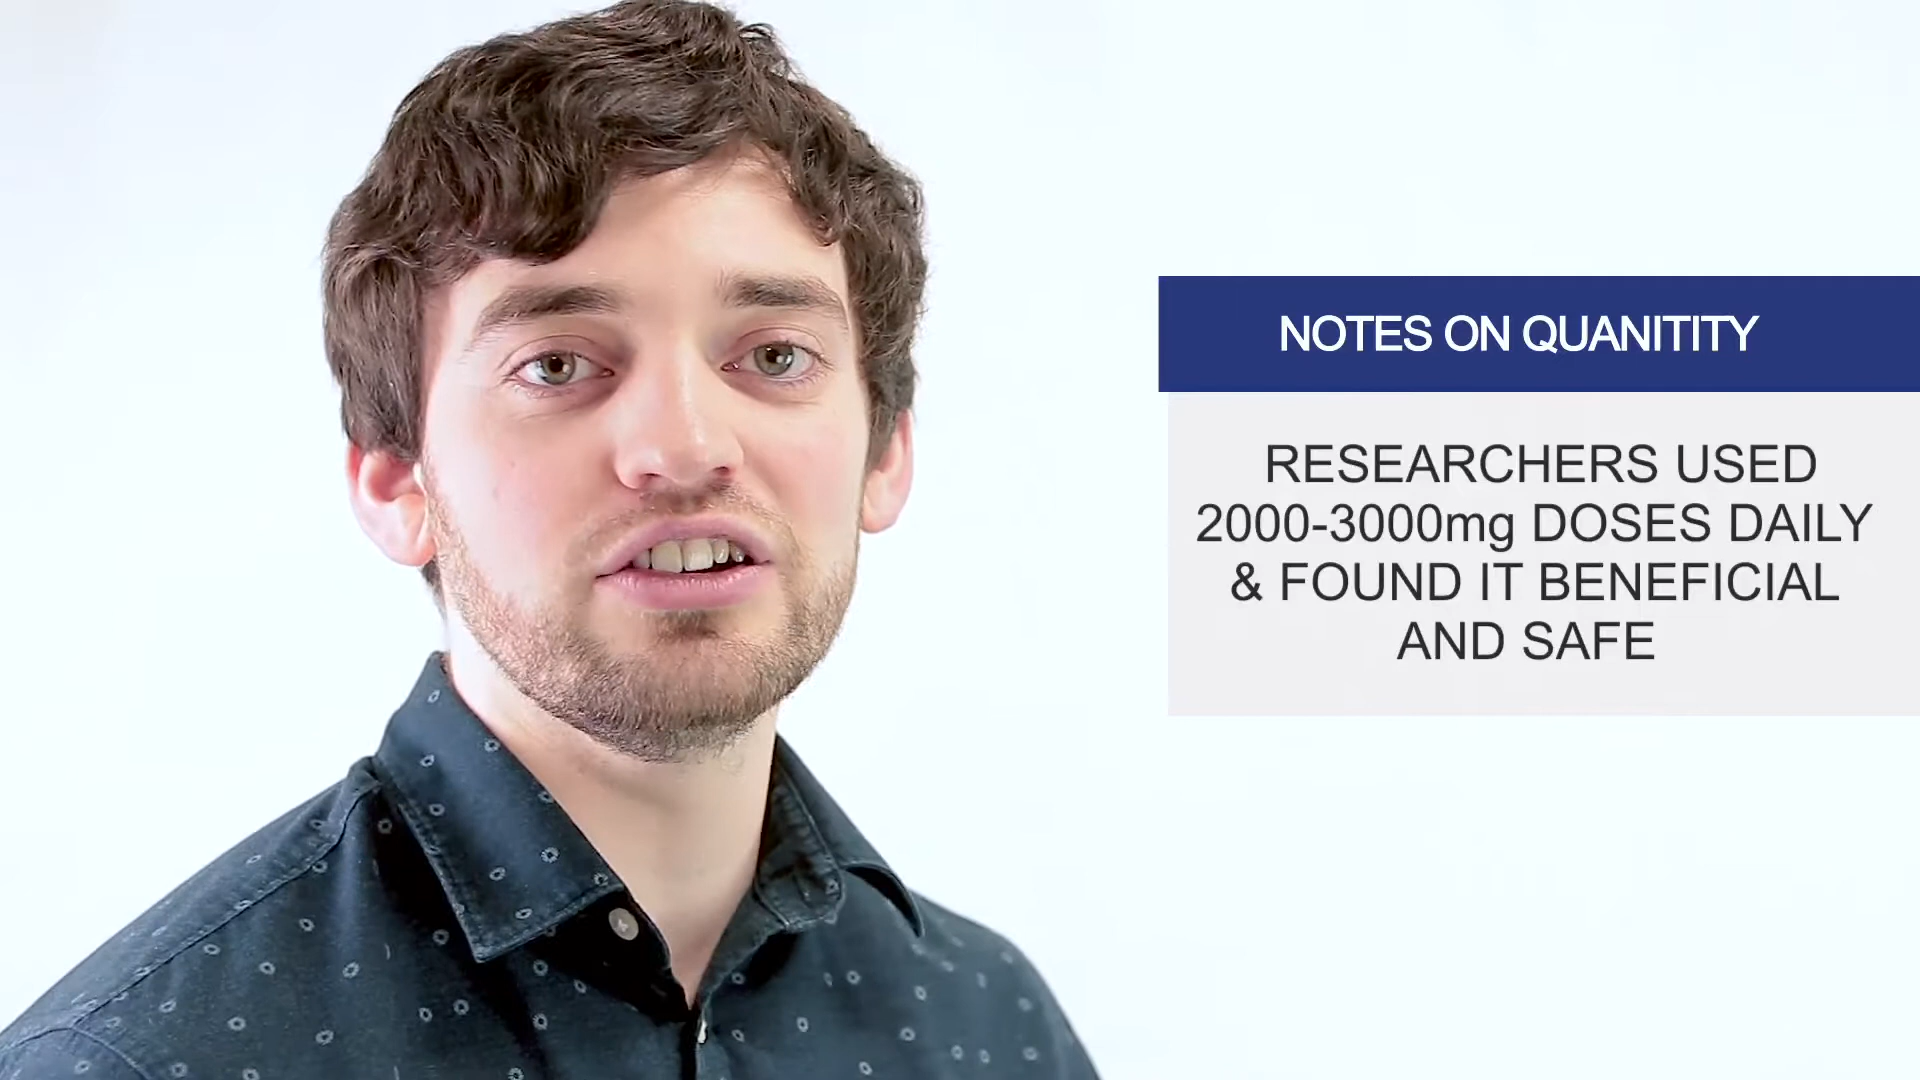 NOTES ON QUANITITY
RESEARCHERS USED
2000-3000mg DOSES DAILY
& FOUND IT BENEFICIAL
AND SAFE